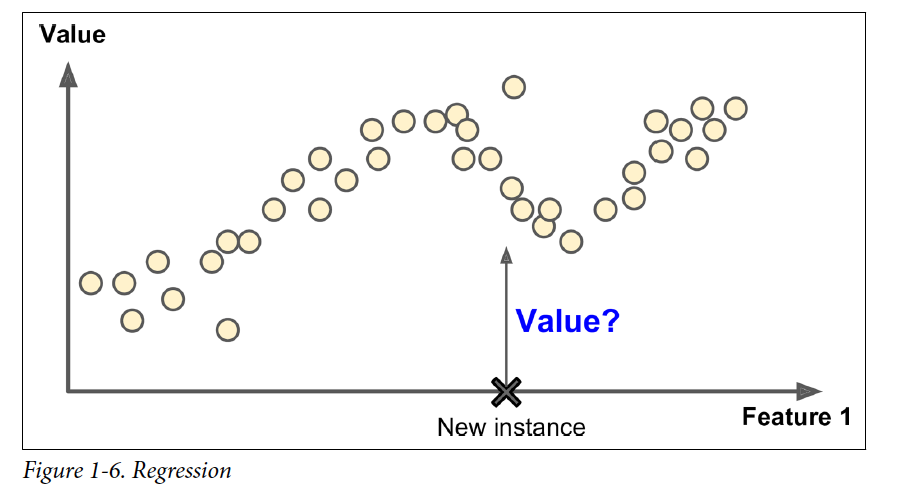 Value
Value?
Feature 1
New instance
Figure 1-6. Regression